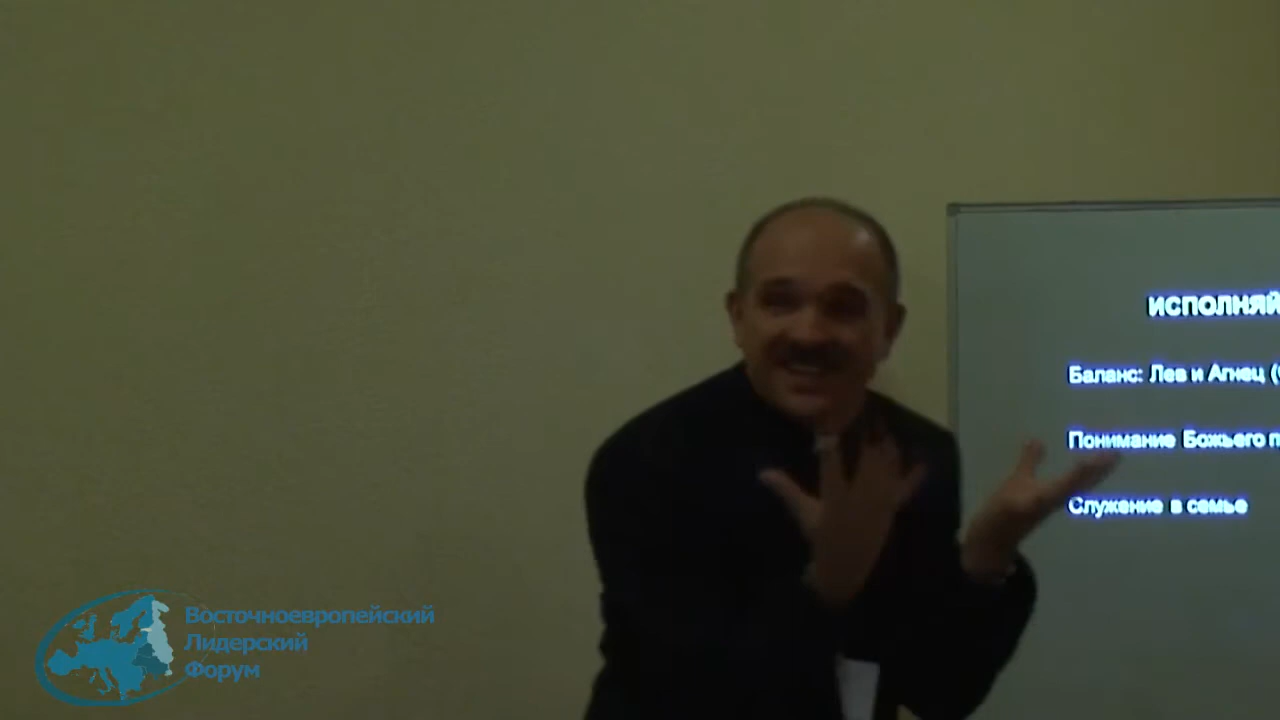 ИСПОЛНЯЙ
Баланс: Лев и Агнец (
Понимание Божьего п
Служение в семье
Восточноевропейский
Лидерский
Форум